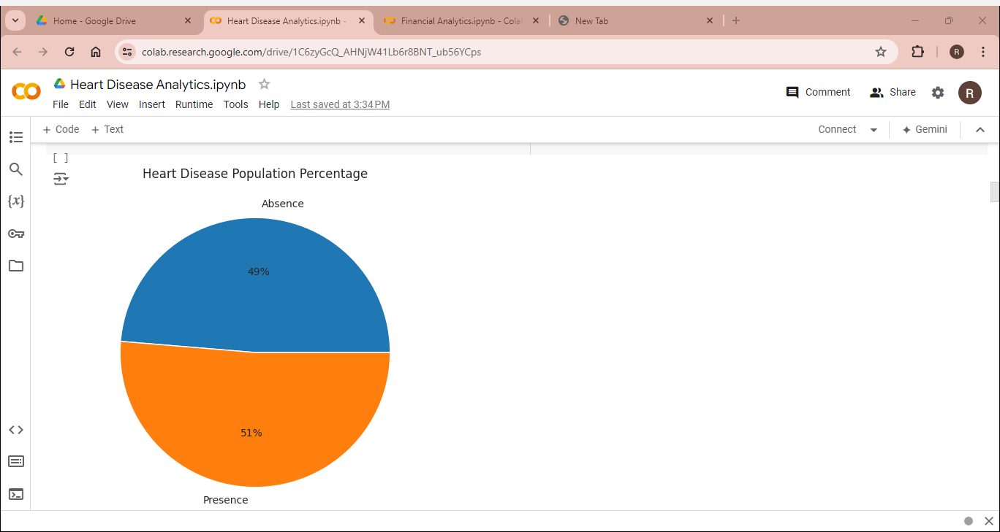 Home - Google Drive
Heart Disease Analytics.ipynb -
Financial Analytics.ipynb - Cola
New Tab
colab.research.google.com/drive/1C6zyGcQ_AHNjW41Lb6r8BNT_ub56YCps
R
Heart Disease Analytics.ipynb
File Edit View Insert Runtime Tools Help Last saved at 3:34 PM
Comment
Share
R
+ Code + Text
Connect
Gemini
[ ]
{x}
Heart Disease Population Percentage
Absence
49%
51%
Presence